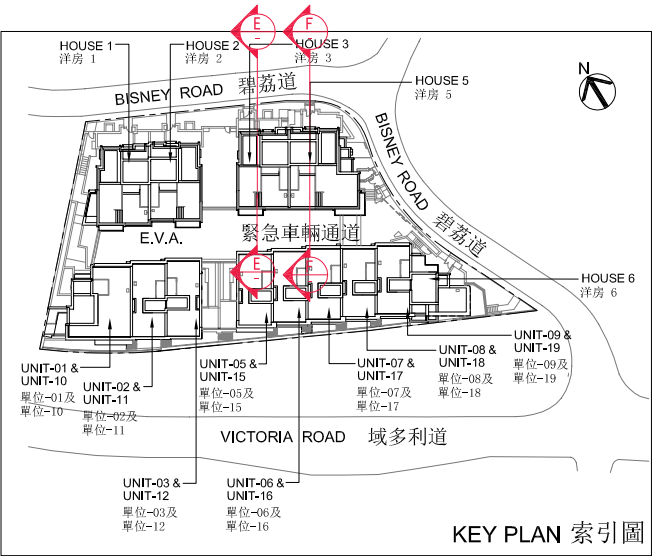 E
-
F
-
HOUSE 1
洋房 1
HOUSE 2
洋房 2
HOUSE 3
洋房 3
HOUSE 5
洋房 5
N
BISNEY ROAD 碧荔道
BISNEY ROAD 碧荔道
E.V.A. 緊急車輛通道
E
-
F
-
HOUSE 6
洋房 6
UNIT-01 &
UNIT-10
單位-01及
單位-10
UNIT-02 &
UNIT-11
單位-02及
單位-11
UNIT-05 &
UNIT-15
單位-05及
單位-15
UNIT-07 &
UNIT-17
單位-07及
單位-17
UNIT-08 &
UNIT-18
單位-08及
單位-18
UNIT-09 &
UNIT-19
單位-09及
單位-19
VICTORIA ROAD 域多利道
UNIT-03 &
UNIT-12
單位-03及
單位-12
UNIT-06 &
UNIT-16
單位-06及
單位-16
KEY PLAN 索引圖